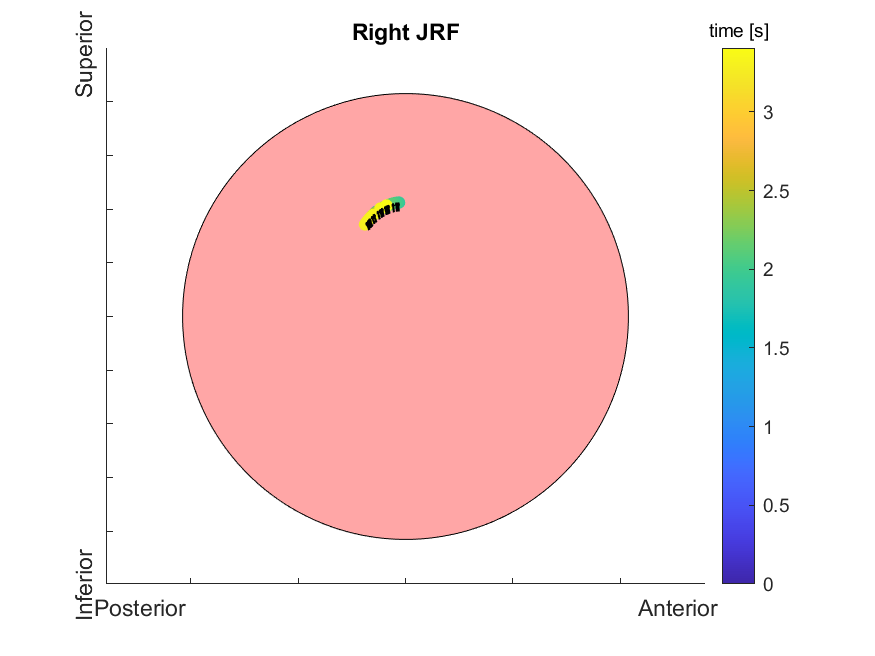 Right JRF
time [s]
Superior
3
2.5
2
1.5
1
0.5
0
Inferior
Posterior
Anterior